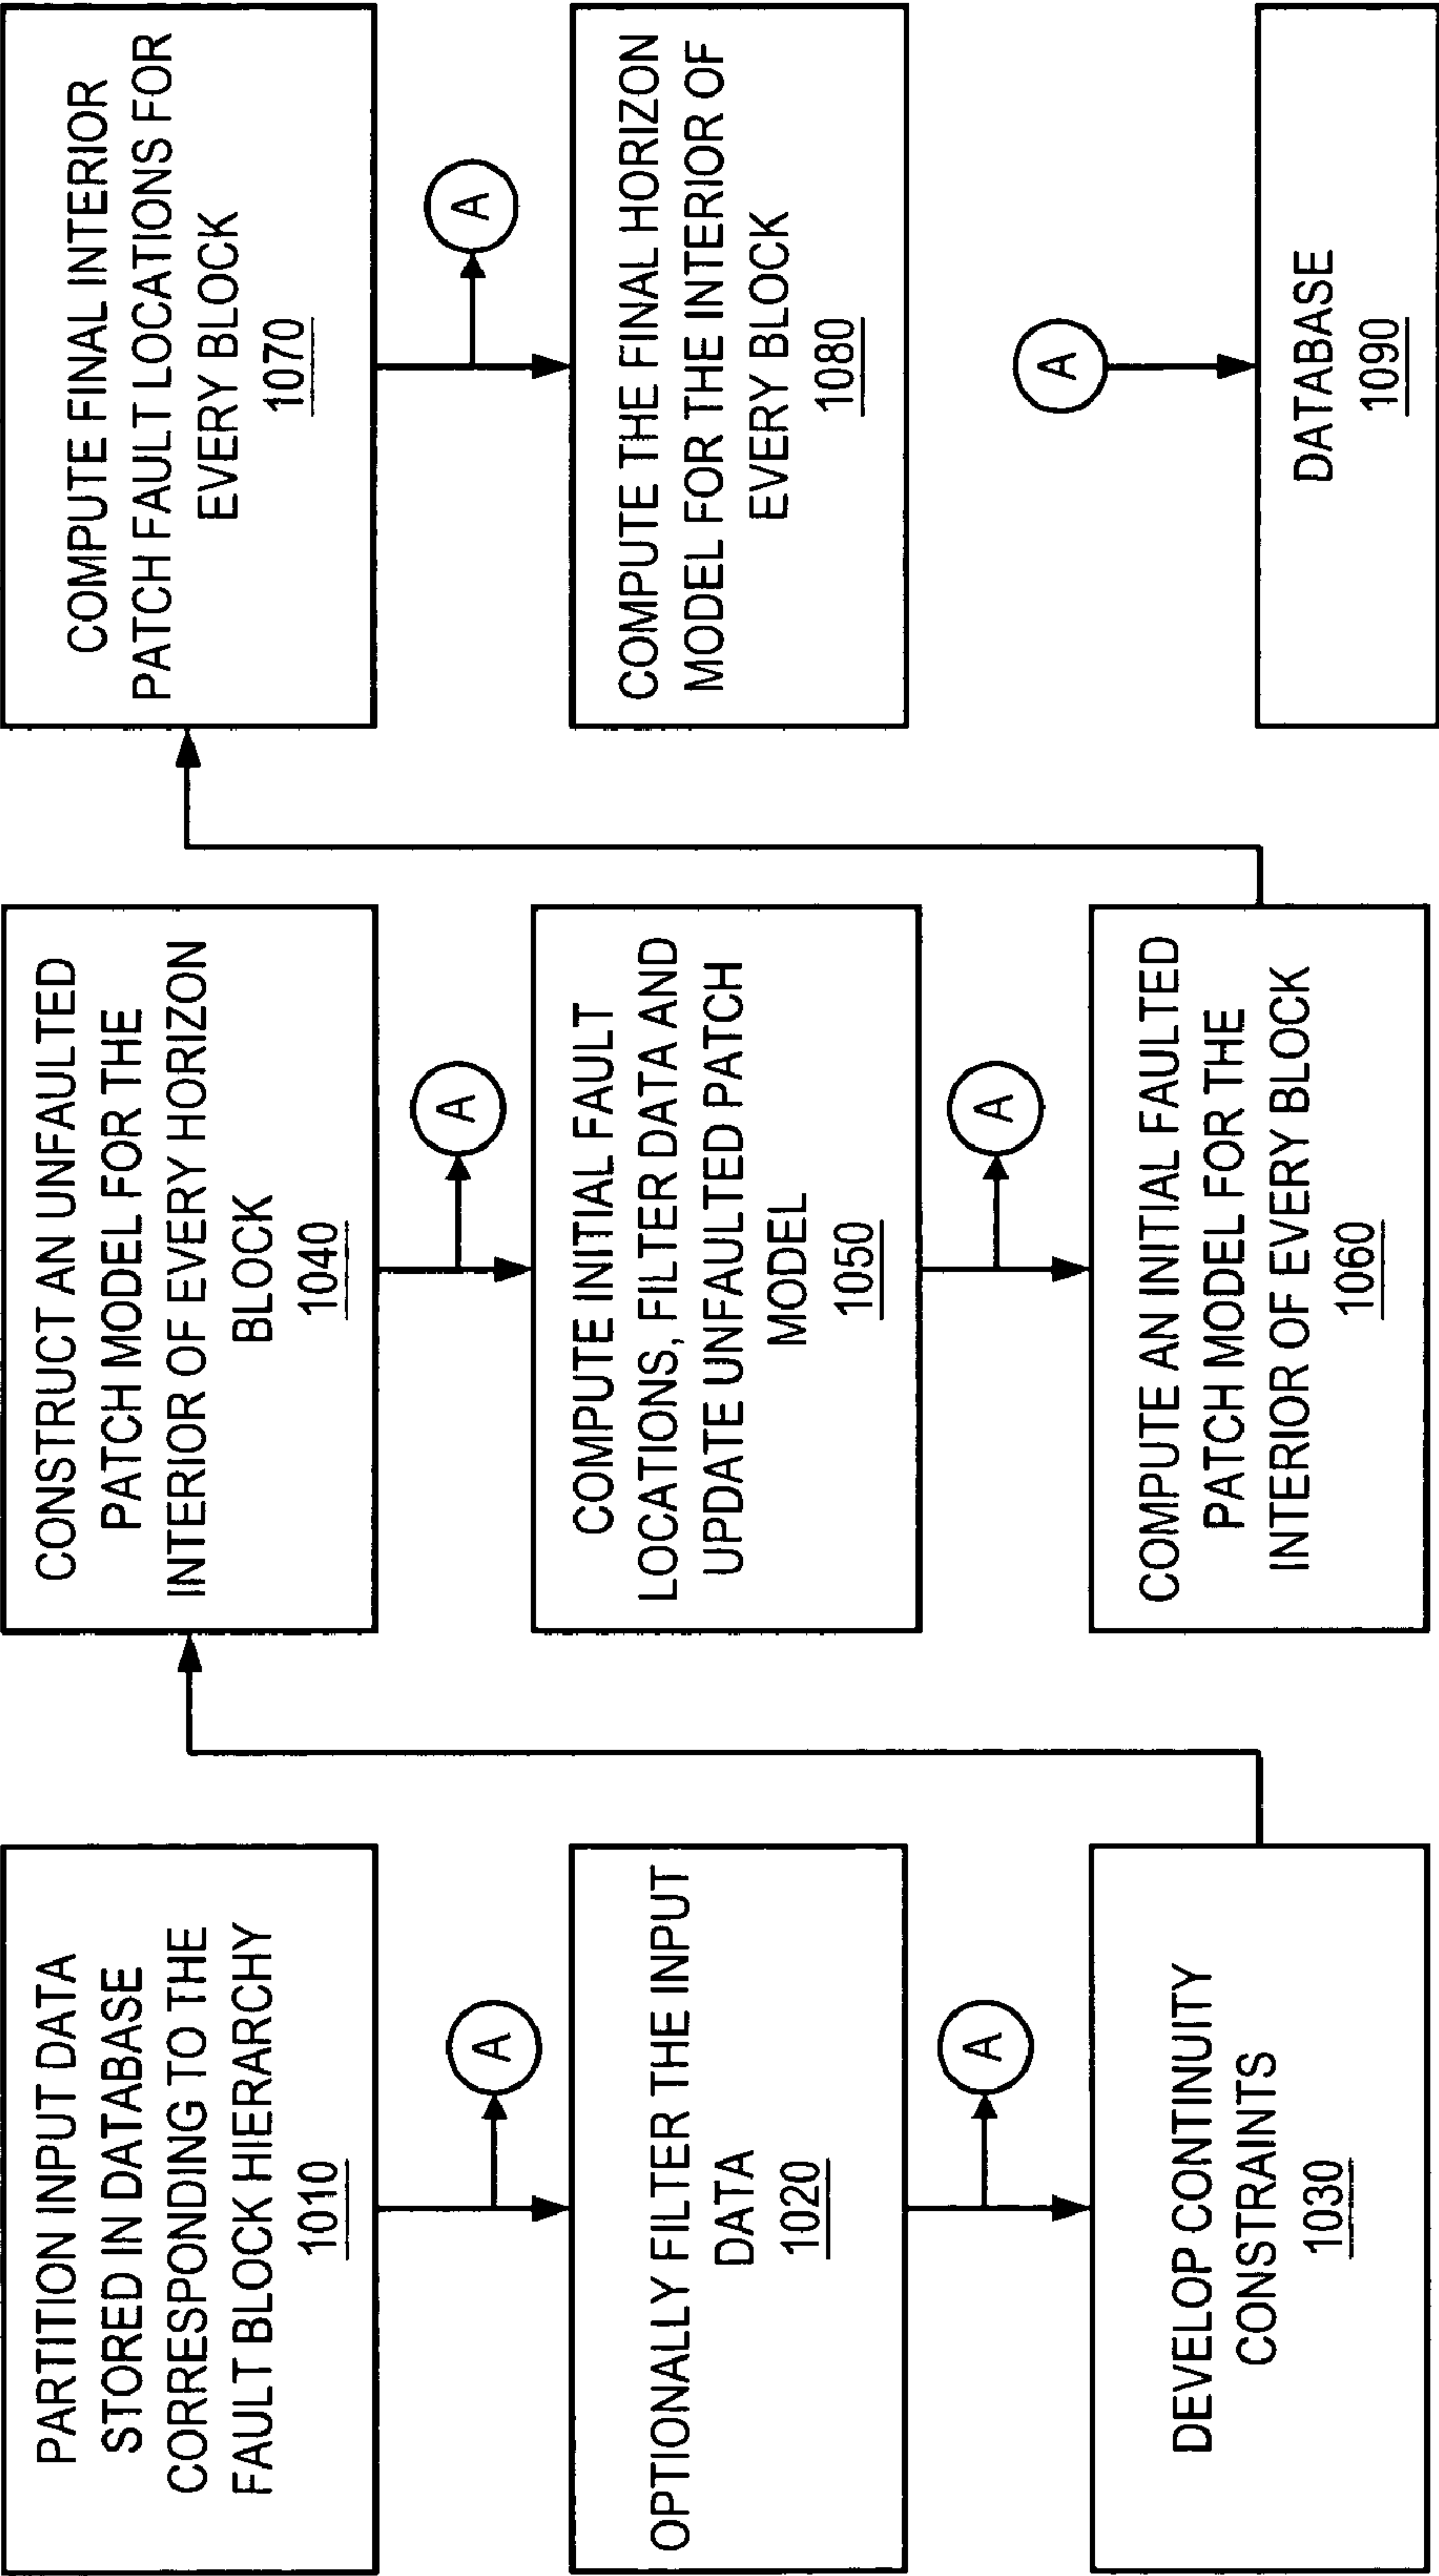 PARTITION INPUT DATA
STORED IN DATABASE
CORRESPONDING TO THE
FAULT BLOCK HIERARCHY
1010
A
OPTIONALLY FILTER THE INPUT
DATA
1020
A
DEVELOP CONTINUITY
CONSTRAINTS
1030
CONSTRUCT AN UNFAULTED
PATCH MODEL FOR THE
INTERIOR OF EVERY HORIZON
BLOCK
1040
A
COMPUTE INITIAL FAULT
LOCATIONS, FILTER DATA AND
UPDATE UNFAULTED PATCH
MODEL
1050
A
COMPUTE AN INITIAL FAULTED
PATCH MODEL FOR THE
INTERIOR OF EVERY BLOCK
1060
COMPUTE FINAL INTERIOR
PATCH FAULT LOCATIONS FOR
EVERY BLOCK
1070
A
COMPUTE THE FINAL HORIZON
MODEL FOR THE INTERIOR OF
EVERY BLOCK
1080
A
DATABASE
1090